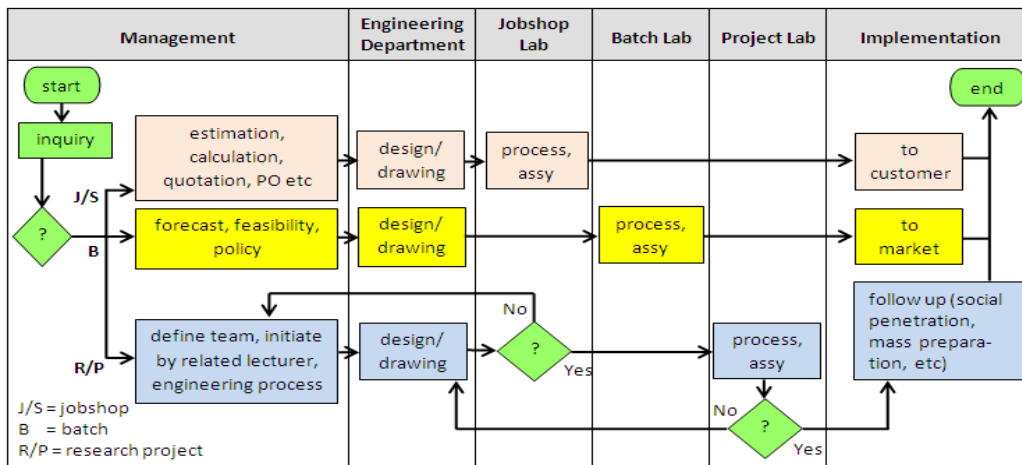 Management
Engineering
Department
Jobshop
Lab
Batch Lab
Project Lab
Implementation
start
end
inquiry
estimation,
calculation,
quotation, PO etc
design/
drawing
process,
assy
to
customer
J/S
?
B
forecast, feasibility,
policy
design/
drawing
process,
assy
to
market
No
follow up (social
penetration,
mass prepara-
tion, etc)
define team, initiate
by related lecturer,
engineering process
design/
drawing
?
Yes
process,
assy
R/P
No
?
Yes
J/S = jobshop
B = batch
R/P = research project